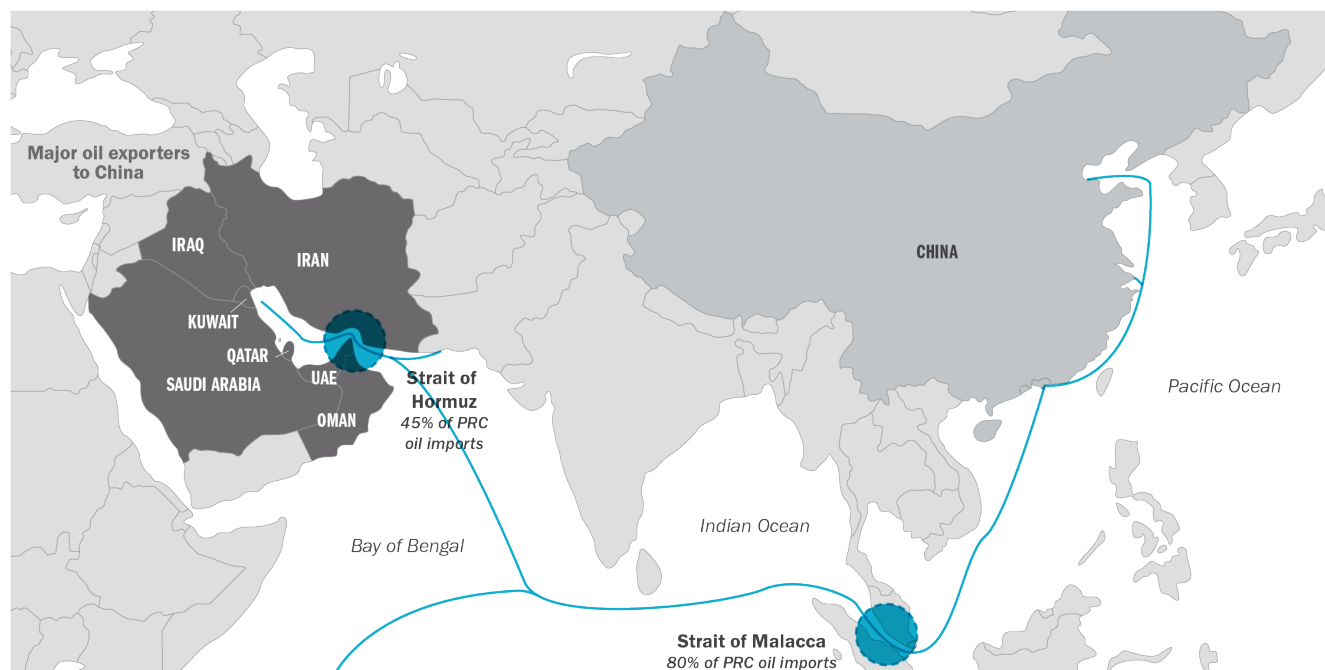 Major oil exporters
to China
IRAQ
IRAN
CHINA
KUWAIT
QATAR
SAUDI ARABIA
UAE
OMAN
Strait of
Hormuz
45% of PRC
oil imports
Pacific Ocean
Indian Ocean
Bay of Bengal
Strait of Malacca
80% of PRC oil imports